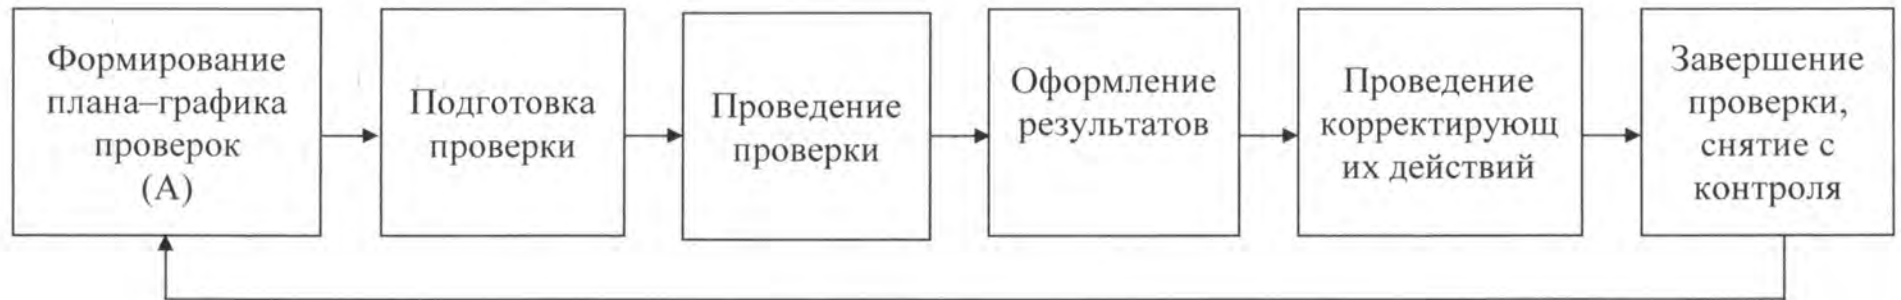 Формирование
плана–графика
проверок
(А)
Подготовка
проверки
Проведение
проверки
Оформление
результатов
Проведение
корректирующ
их действий
Завершение
проверки,
снятие с
контроля